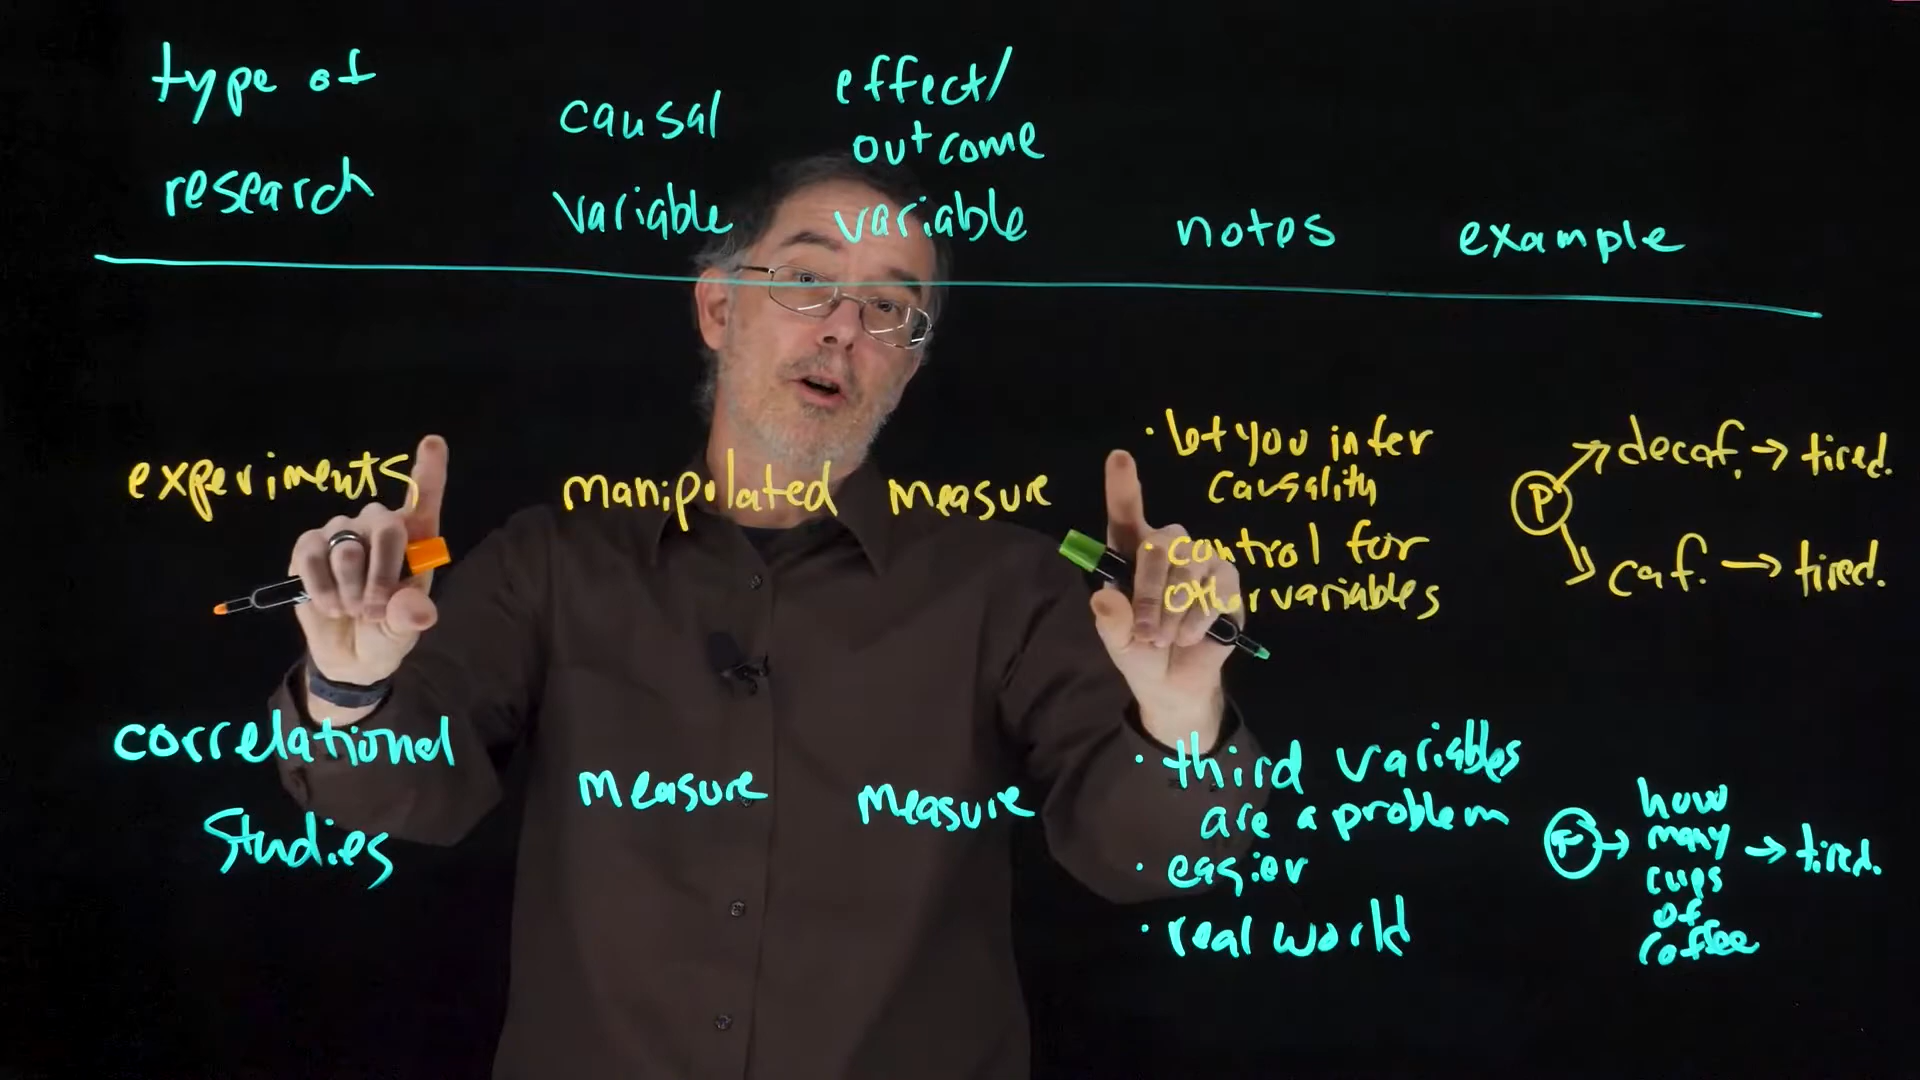 type of
research
causal
variable
effect/
outcome
variable
notes
example
experiments
manipulated
measure
• let you infer
causality
• control for
other variables
P
decaf. → tired.
caf. → tired.
correlational
studies
measure
measure
• third variables
are a problem
• easier
• real world
→ how
many
cups
of
coffee
→ tired.